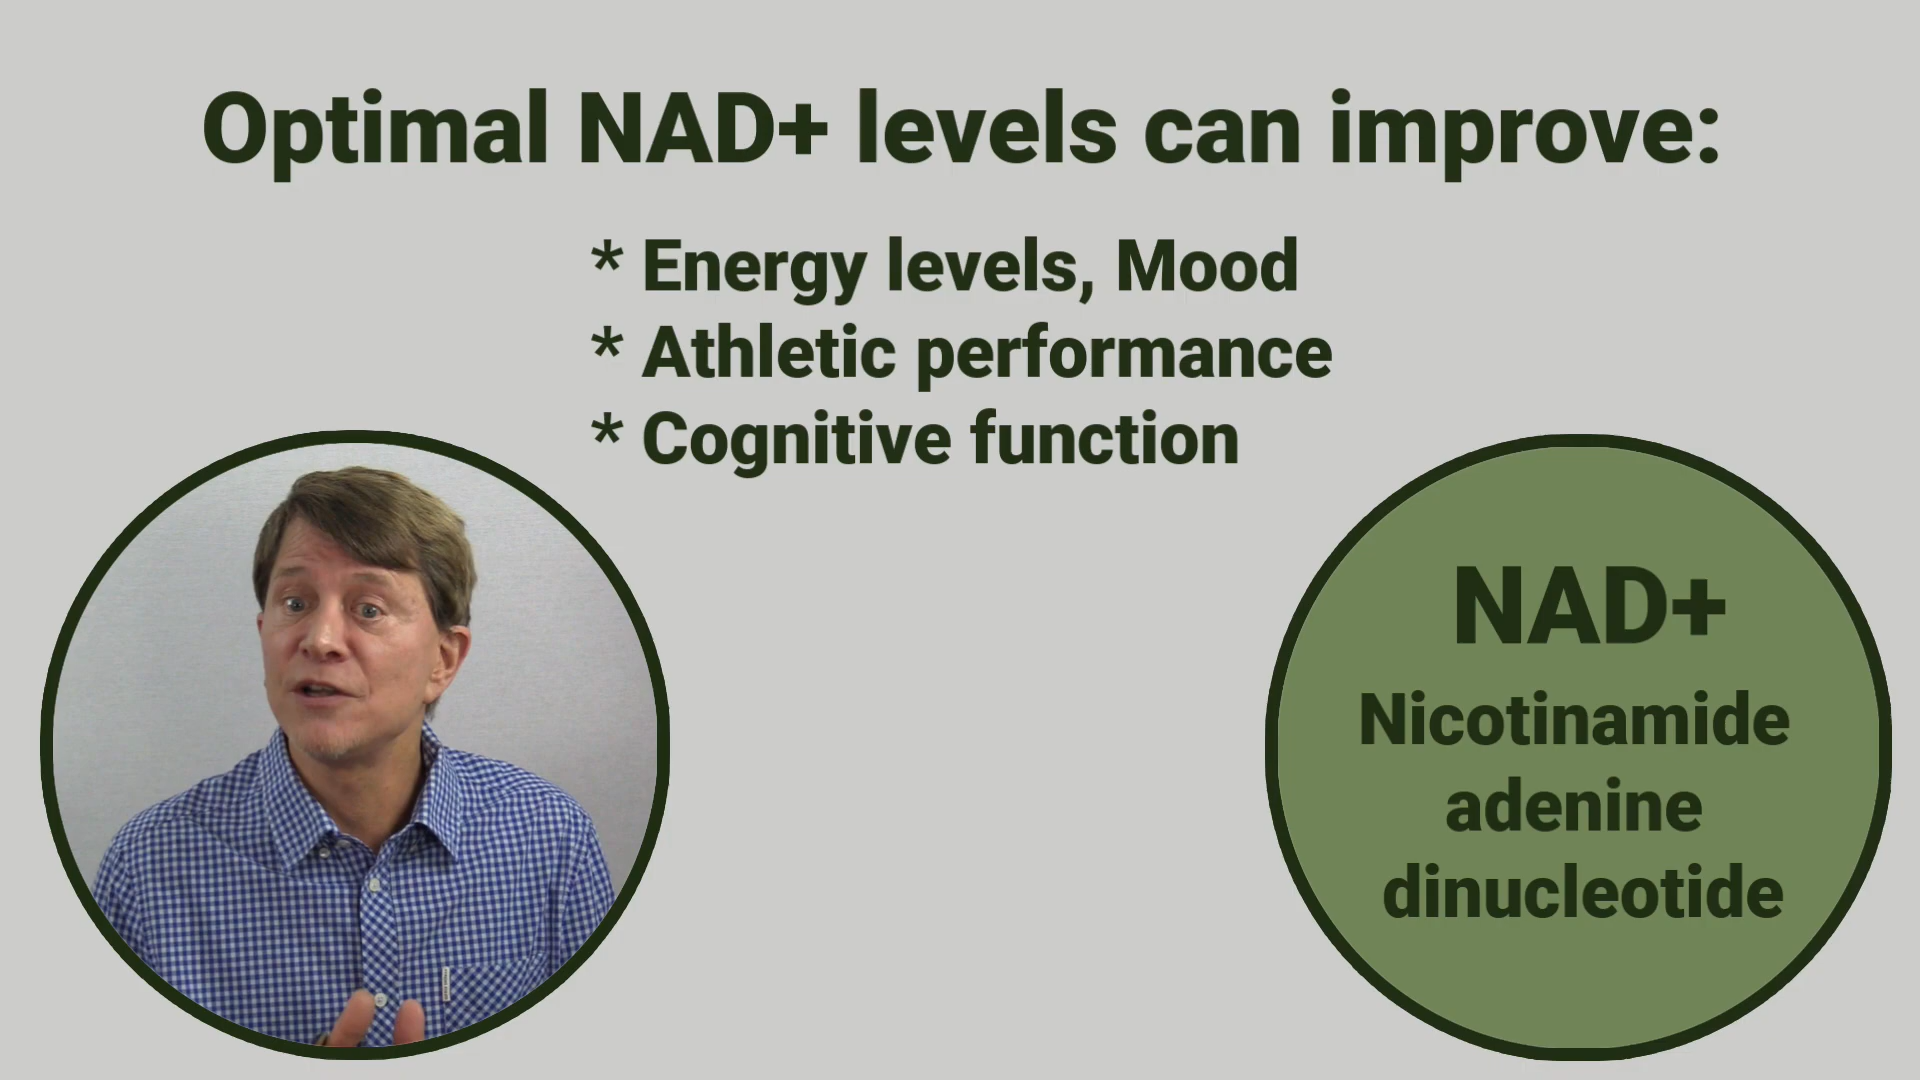 Optimal NAD+ levels can improve:
* Energy levels, Mood
* Athletic performance
* Cognitive function
NAD+
Nicotinamide
adenine
dinucleotide